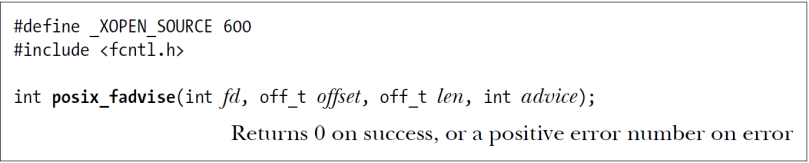 #define _XOPEN_SOURCE 600
#include <fcntl.h>
int posix_fadvise(int fd, off_t offset, off_t len, int advice);
Returns 0 on success, or a positive error number on error